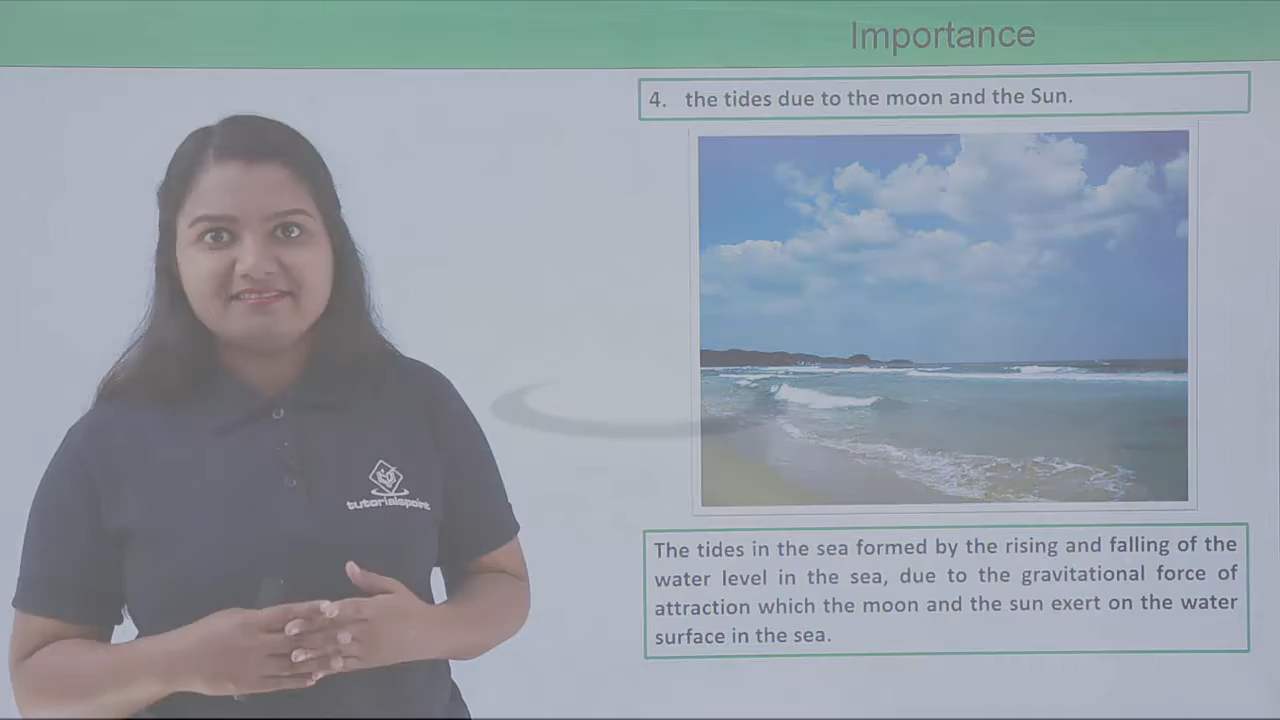 Importance
4. the tides due to the moon and the Sun.
tutorialspoint
The tides in the sea formed by the rising and falling of the
water level in the sea, due to the gravitational force of
attraction which the moon and the sun exert on the water
surface in the sea.